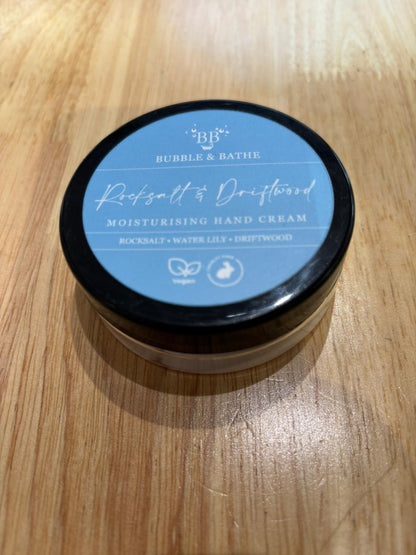 BB
BUBBLE & BATHE
Rocksalt & Driftwood
MOISTURISING HAND CREAM
ROCKSALT • WATER LILY • DRIFTWOOD
Vegan